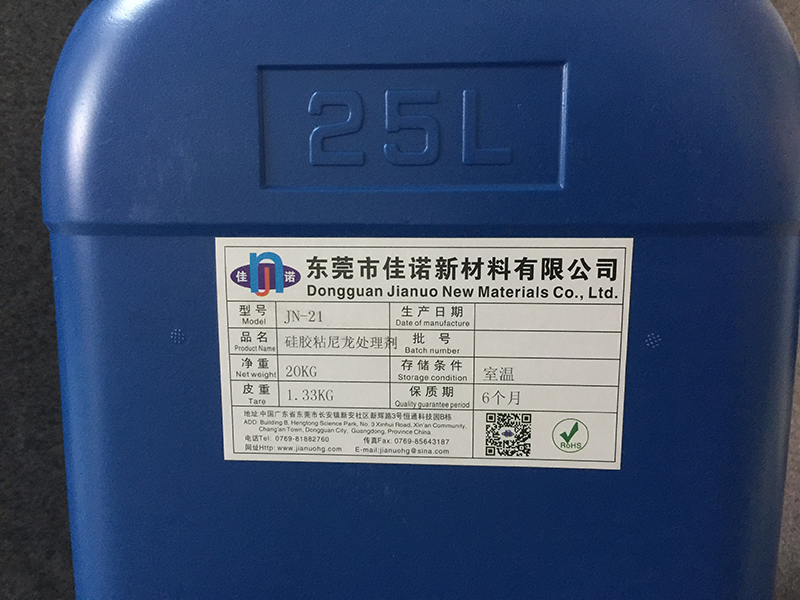 25L
佳 nj 诺
东莞市佳诺新材料有限公司
Dongguan Jianuo New Materials Co., Ltd.
型号 JN-21 生产日期
Model Date of manufacture
品名 硅胶粘尼龙处理剂 批号
Product Name Batch number
净重 20KG 存储条件 室温
Net weight Storage condition
皮重 1.33KG 保质期 6个月
Tare Quality guarantee period
地址:中国广东省东莞市长安镇新安社区新辉路3号恒通科技园B栋
ADD: Building B, Hengtong Science Park, No. 3 Xinhui Road, Xin'an Community,
Chang'an Town, Dongguan City, Guangdong, Province China.
电话Tel: 0769-81882760 传真Fax: 0769-85643187
网址Http: www.jianuohg.com E-mail:jianuohg@sina.com
RoHS